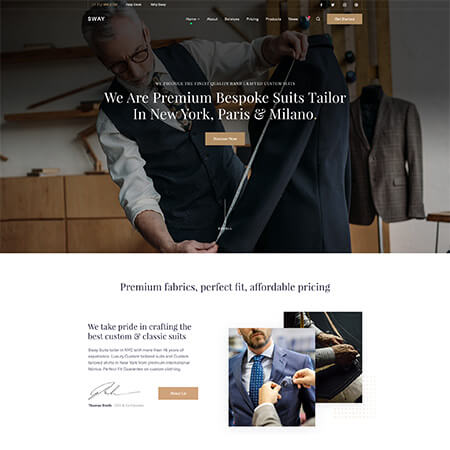 Help Desk Why Sway
SWAY
Home About Services Pricing Products News Get Started
WE PROVIDE THE FINEST QUALITY HAND CRAFTED CUSTOM SUITS
We Are Premium Bespoke Suits Tailor
In New York, Paris & Milano.
Discover Now
SCROLL
Premium fabrics, perfect fit, affordable pricing
We take pride in crafting the
best custom & classic suits
Sway Suits tailor in NYC with more than 16 years of
experience. Luxury Custom tailored suits and Custom
tailored shirts in New York from premium international
fabrics. Perfect Fit Guarantee on custom clothing.
About Us
Thomas Smith